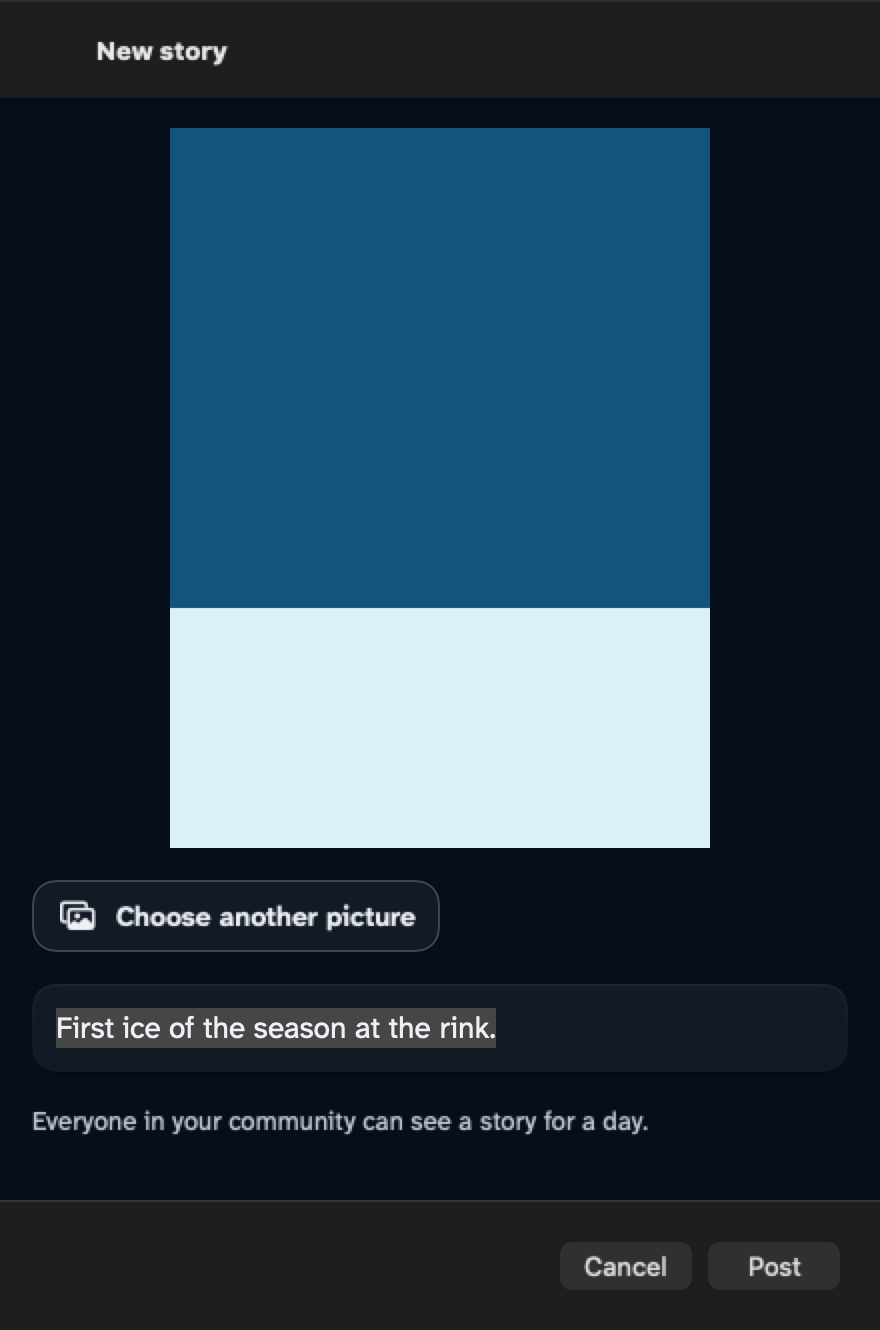 New story
Choose another picture
First ice of the season at the rink.
Everyone in your community can see a story for a day.
Cancel
Post